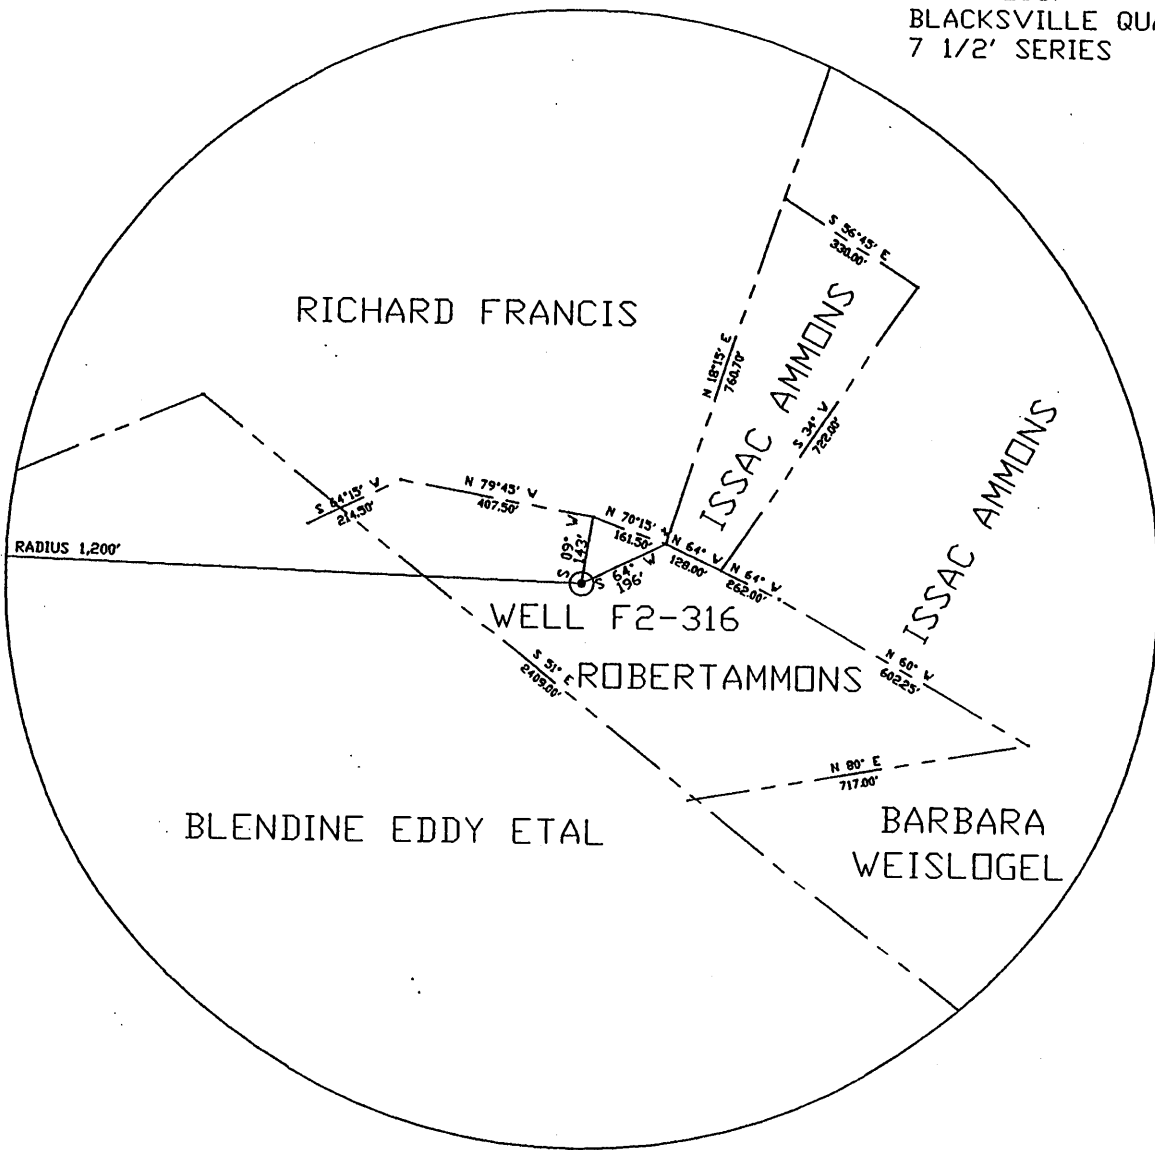 BLACKSVILLE
7 1/2' SERIES
S 56°45' E
330.00'
RICHARD FRANCIS
ISSAC AMMONS
N 18°15' E
760.70'
S 34° W
722.00'
ISSAC AMMONS
S 64°15' W
214.50'
N 79°45' W
407.50'
N 70°15'
161.50'
RADIUS 1,200'
S 09° W
143'
S 64° W
196'
N 64° W
128.00'
N 64° W
262.00'
WELL F2-316
N 60° W
602.25'
S 51° E
2409.00'
ROBERTAMMONS
N 80° E
717.00'
BLENDINE EDDY ETAL
BARBARA
WEISLOGEL